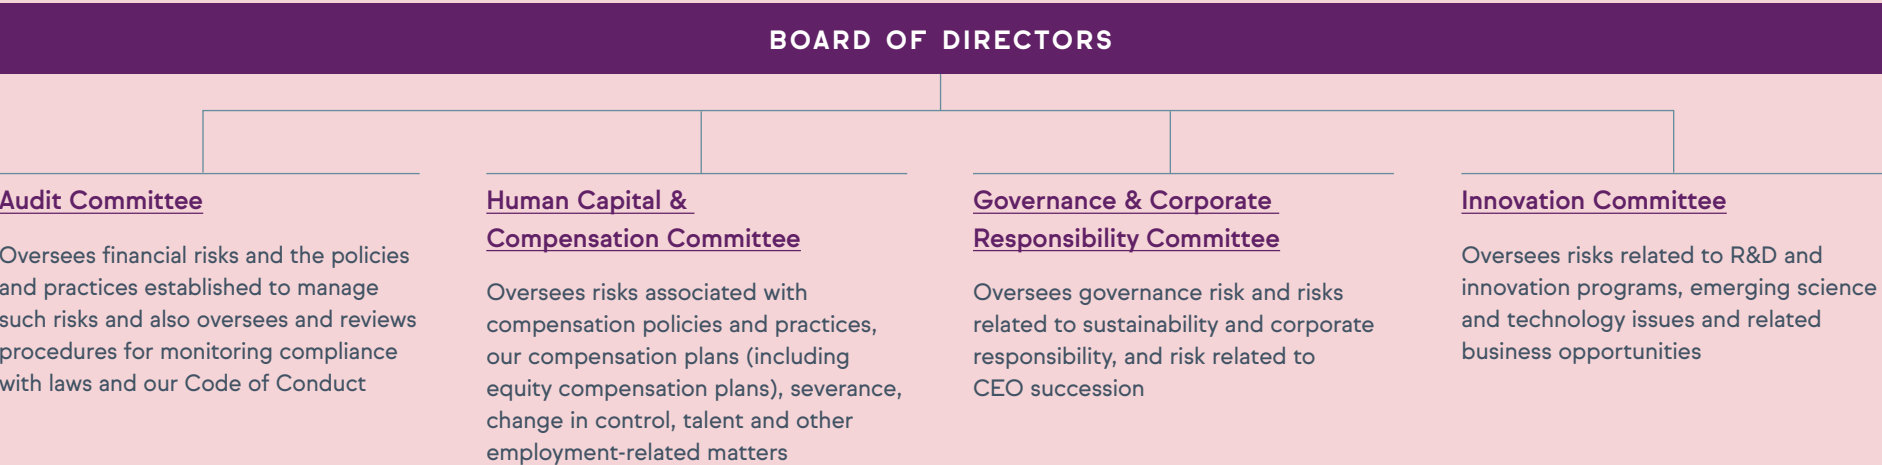 BOARD OF DIRECTORS
Audit Committee
Oversees financial risks and the policies
and practices established to manage
such risks and also oversees and reviews
procedures for monitoring compliance
with laws and our Code of Conduct
Human Capital &
Compensation Committee
Oversees risks associated with
compensation policies and practices,
our compensation plans (including
equity compensation plans), severance,
change in control, talent and other
employment-related matters
Governance & Corporate
Responsibility Committee
Oversees governance risk and risks
related to sustainability and corporate
responsibility, and risk related to
CEO succession
Innovation Committee
Oversees risks related to R&D and
innovation programs, emerging science
and technology issues and related
business opportunities